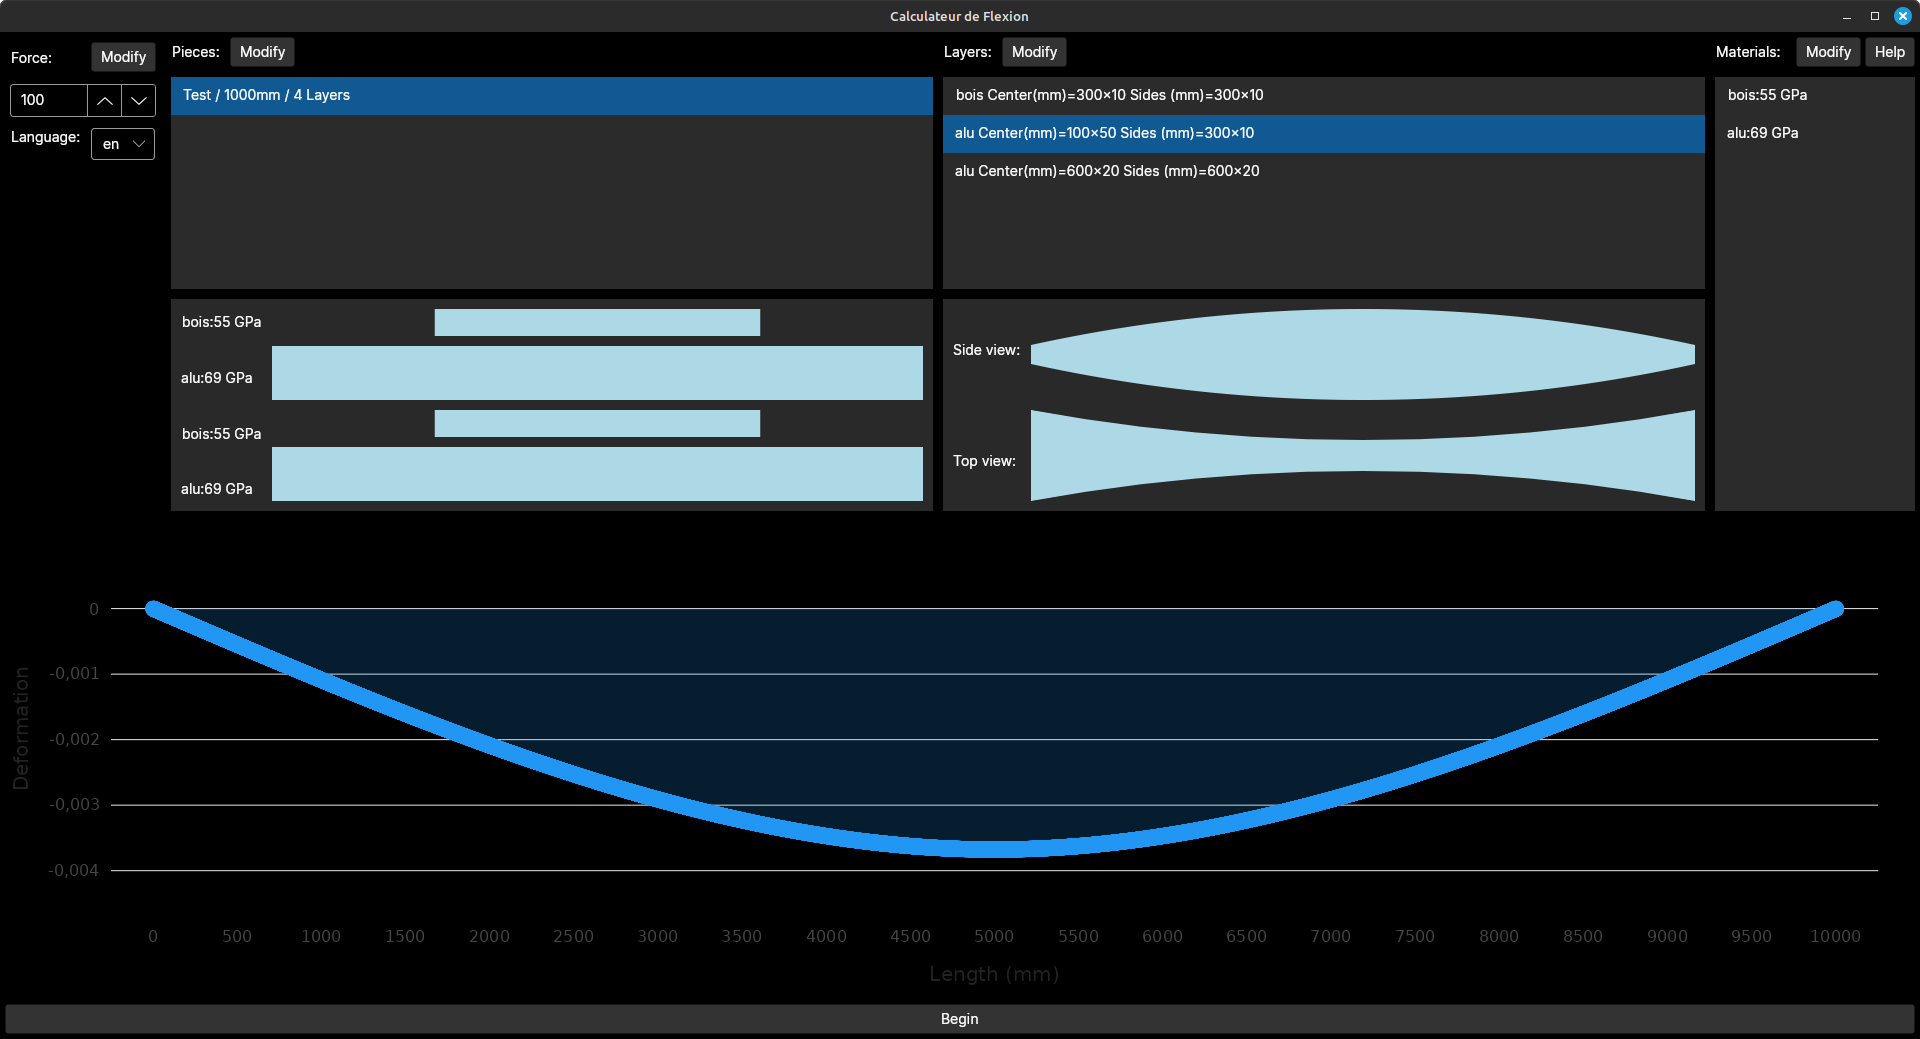 Calculateur de Flexion
Force: Modify
100
Language: en
Pieces: Modify
Test / 1000mm / 4 Layers
Layers: Modify
bois Center(mm)=300×10 Sides (mm)=300×10
alu Center(mm)=100×50 Sides (mm)=300×10
alu Center(mm)=600×20 Sides (mm)=600×20
Materials: Modify Help
bois:55 GPa
alu:69 GPa
bois:55 GPa
alu:69 GPa
bois:55 GPa
alu:69 GPa
Side view:
Top view:
Deformation
0
-0,001
-0,002
-0,003
-0,004
0 500 1000 1500 2000 2500 3000 3500 4000 4500 5000 5500 6000 6500 7000 7500 8000 8500 9000 9500 10000
Length (mm)
Begin